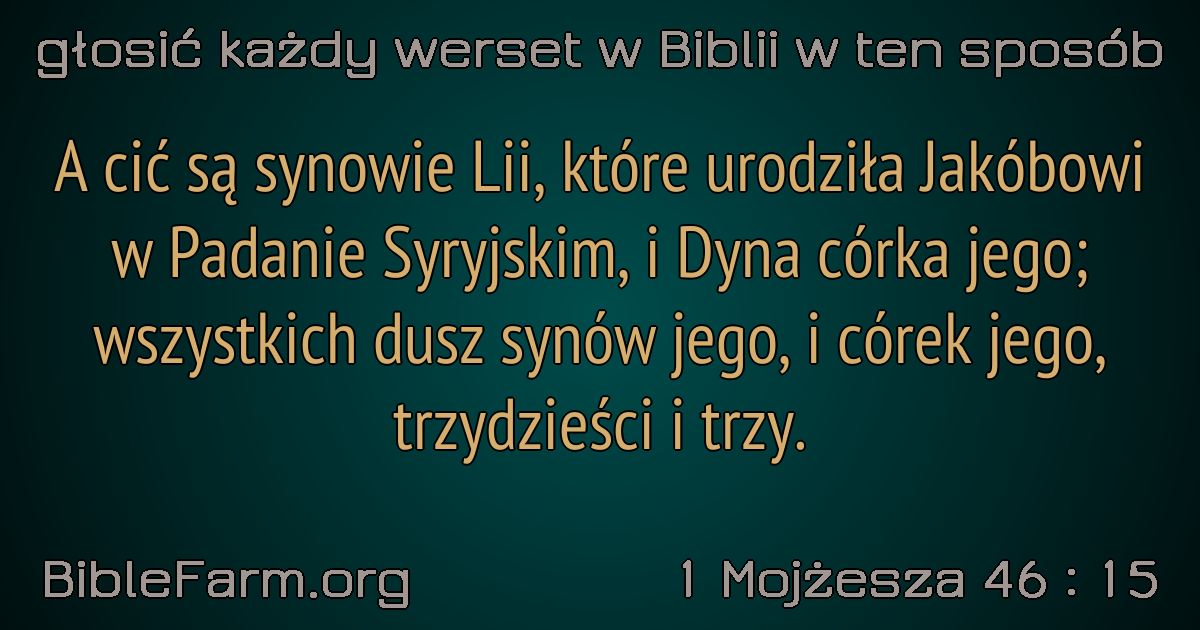 głosić każdy werset w Biblii w ten sposób
A cić są synowie Lii, które urodziła Jakóbowi
w Padanie Syryjskim, i Dyna córka jego;
wszystkich dusz synów jego, i córek jego,
trzydzieści i trzy.
BibleFarm.org
1 Mojżesza 46 : 15